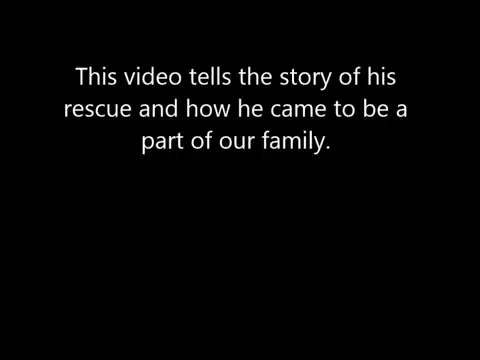 This video tells the story of his
rescue and how he came to be a
part of our family.